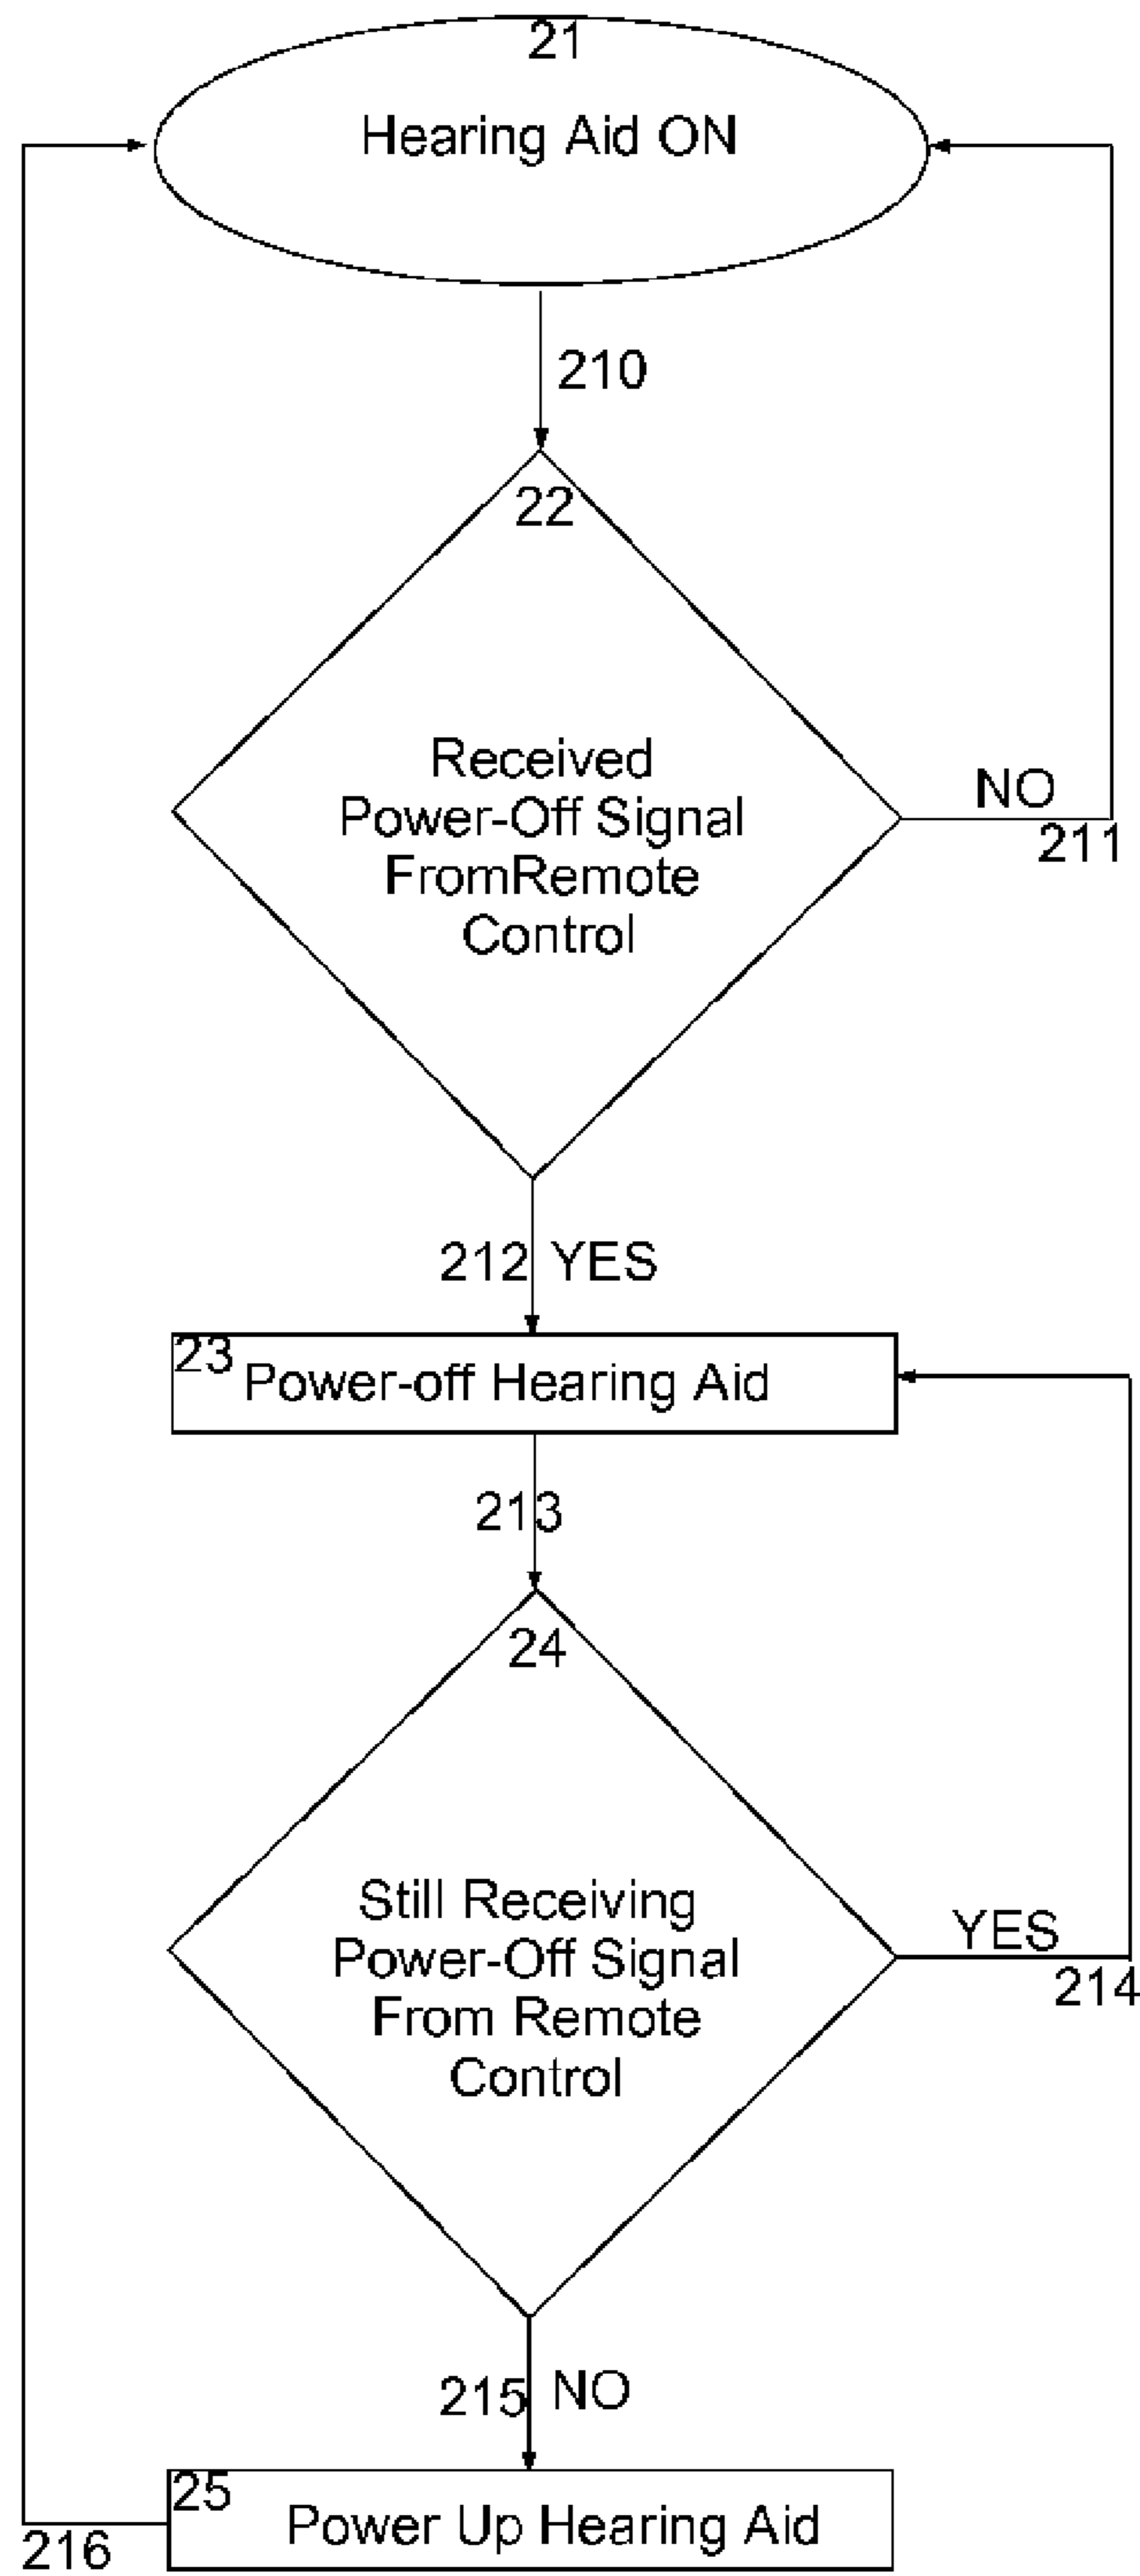 21
Hearing Aid ON
210
22
Received
Power-Off Signal
FromRemote
Control
NO
211
212 YES
23
Power-off Hearing Aid
213
24
Still Receiving
Power-Off Signal
From Remote
Control
YES
214
215 NO
25
Power Up Hearing Aid
216